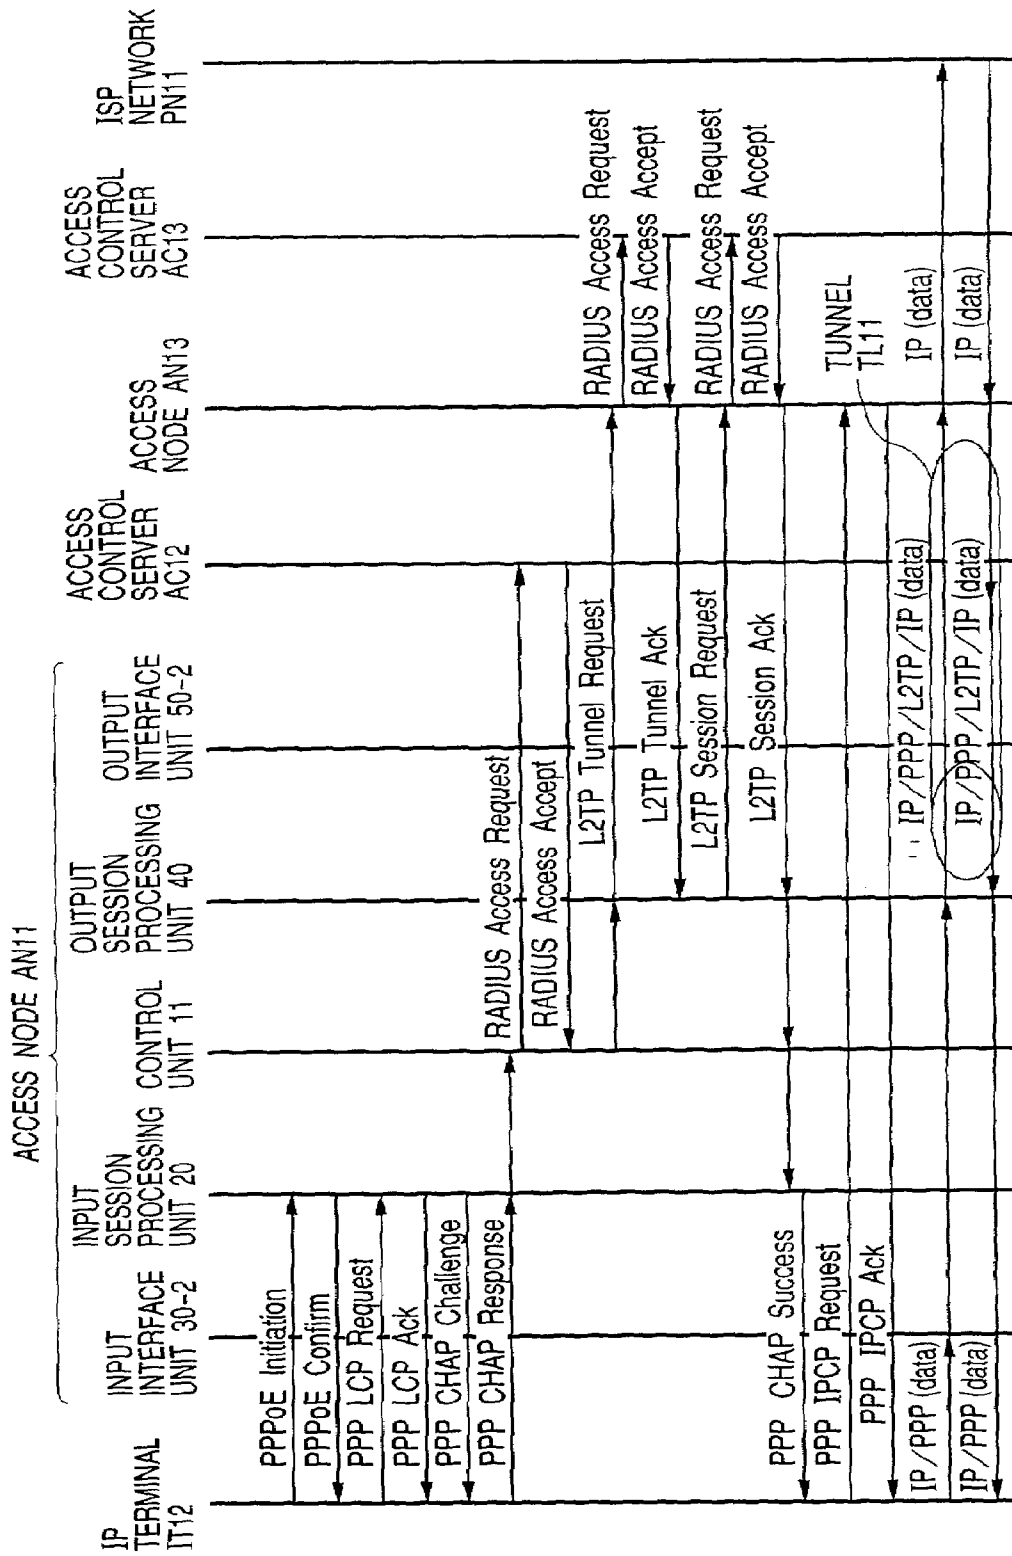 ACCESS NODE AN11
IP
TERMINAL
IT12
INPUT
INTERFACE
UNIT 30-2
INPUT
SESSION
PROCESSING
UNIT 20
CONTROL
UNIT 11
OUTPUT
SESSION
PROCESSING
UNIT 40
OUTPUT
INTERFACE
UNIT 50-2
ACCESS
CONTROL
SERVER
AC12
ACCESS
NODE AN13
ACCESS
CONTROL
SERVER
AC13
ISP
NETWORK
PN11
PPPoE Initiation
PPPoE Confirm
PPP LCP Request
PPP LCP Ack
PPP CHAP Challenge
PPP CHAP Response
RADIUS Access Request
RADIUS Access Accept
L2TP Tunnel Request
RADIUS Access Request
RADIUS Access Accept
L2TP Tunnel Ack
L2TP Session Request
RADIUS Access Request
RADIUS Access Accept
L2TP Session Ack
PPP CHAP Success
PPP IPCP Request
PPP IPCP Ack
TUNNEL
TL11
IP/PPP (data)
IP/PPP/L2TP/IP (data)
IP (data)
IP/PPP (data)
IP/PPP/L2TP/IP (data)
IP (data)